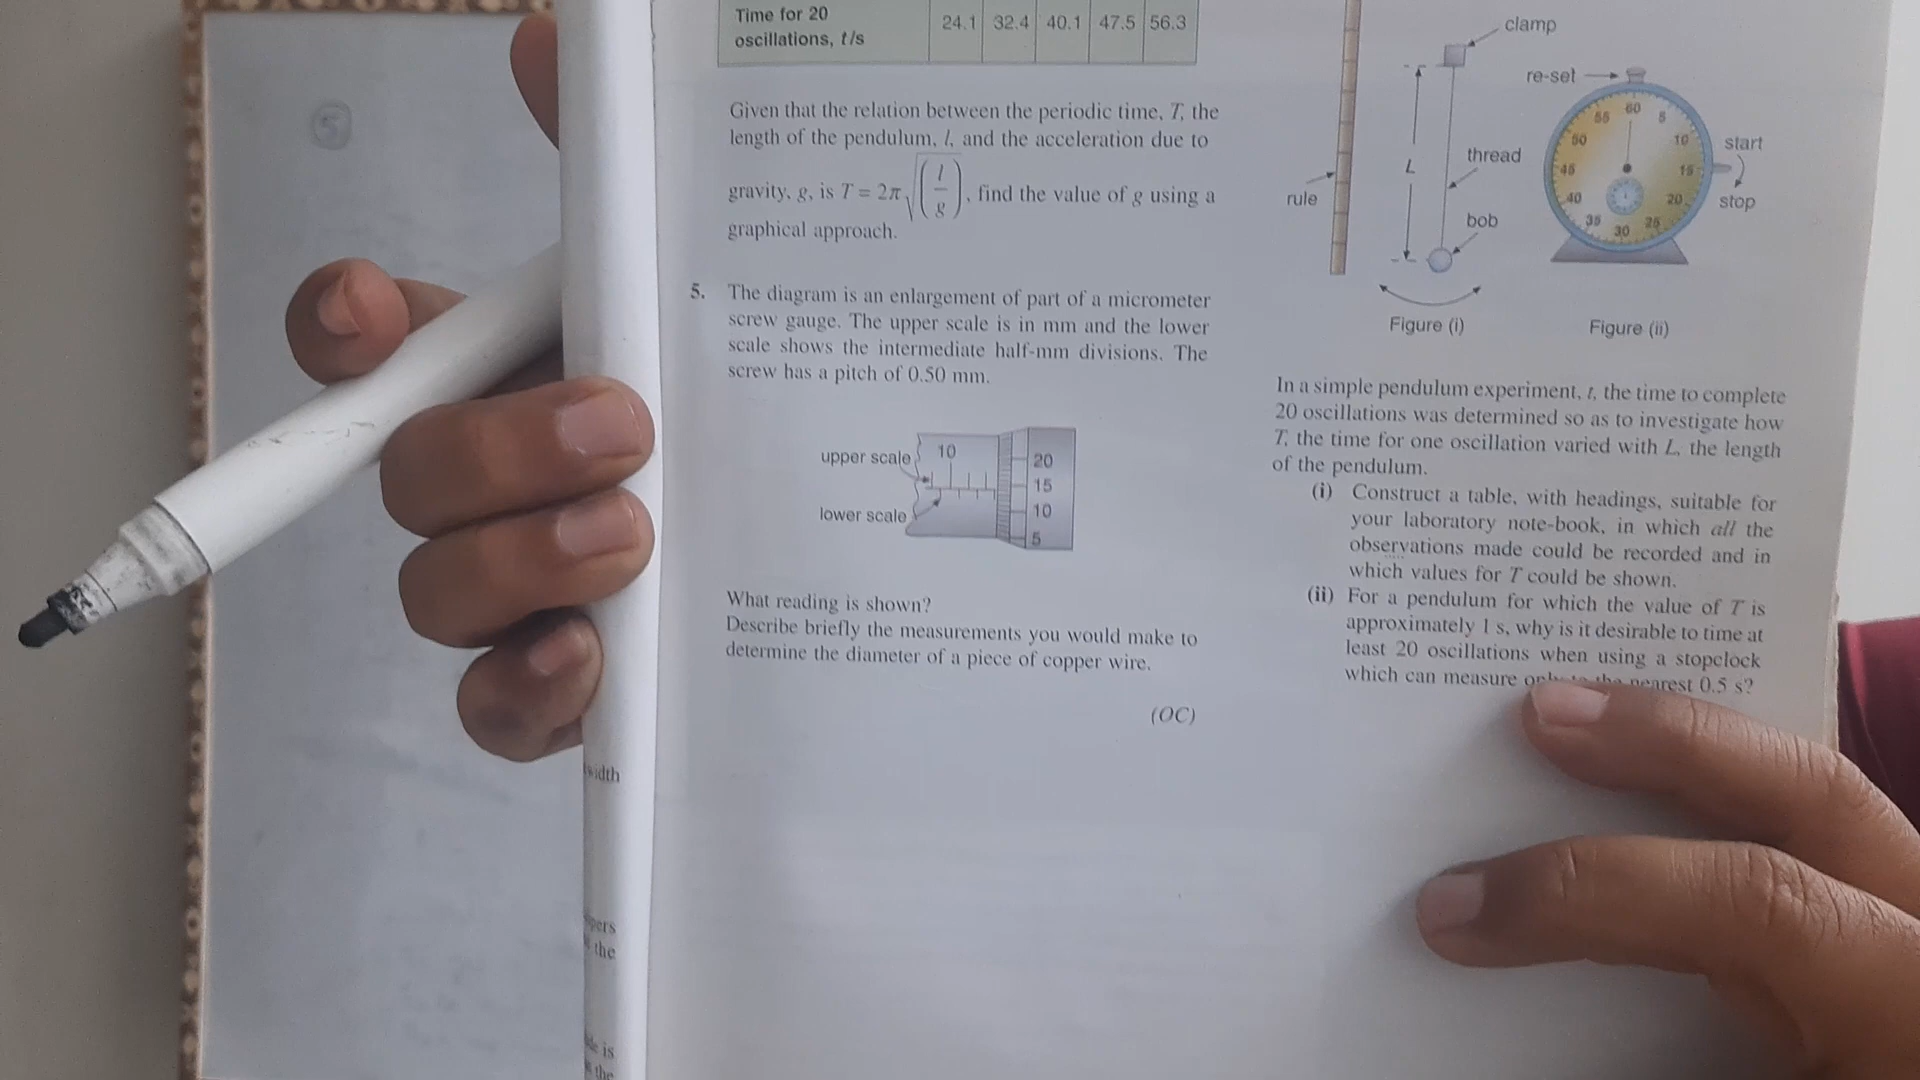 5
Time for 20
oscillations, t/s
24.1 32.4 40.1 47.5 56.3
Given that the relation between the periodic time, T, the
length of the pendulum, l, and the acceleration due to
gravity, g, is T = 2π√(l/g), find the value of g using a
graphical approach.
5. The diagram is an enlargement of part of a micrometer
screw gauge. The upper scale is in mm and the lower
scale shows the intermediate half-mm divisions. The
screw has a pitch of 0.50 mm.
upper scale
lower scale
10
20
15
10
5
What reading is shown?
Describe briefly the measurements you would make to
determine the diameter of a piece of copper wire.
(OC)
width
the
is
the
clamp
re-set
rule
L
thread
bob
60
5
10
15
20
25
30
35
40
45
50
55
start
stop
Figure (i)
Figure (ii)
In a simple pendulum experiment, t, the time to complete
20 oscillations was determined so as to investigate how
T, the time for one oscillation varied with L, the length
of the pendulum.
(i) Construct a table, with headings, suitable for
your laboratory note-book, in which all the
observations made could be recorded and in
which values for T could be shown.
(ii) For a pendulum for which the value of T is
approximately 1 s, why is it desirable to time at
least 20 oscillations when using a stopclock
which can measure only to the nearest 0.5 s?